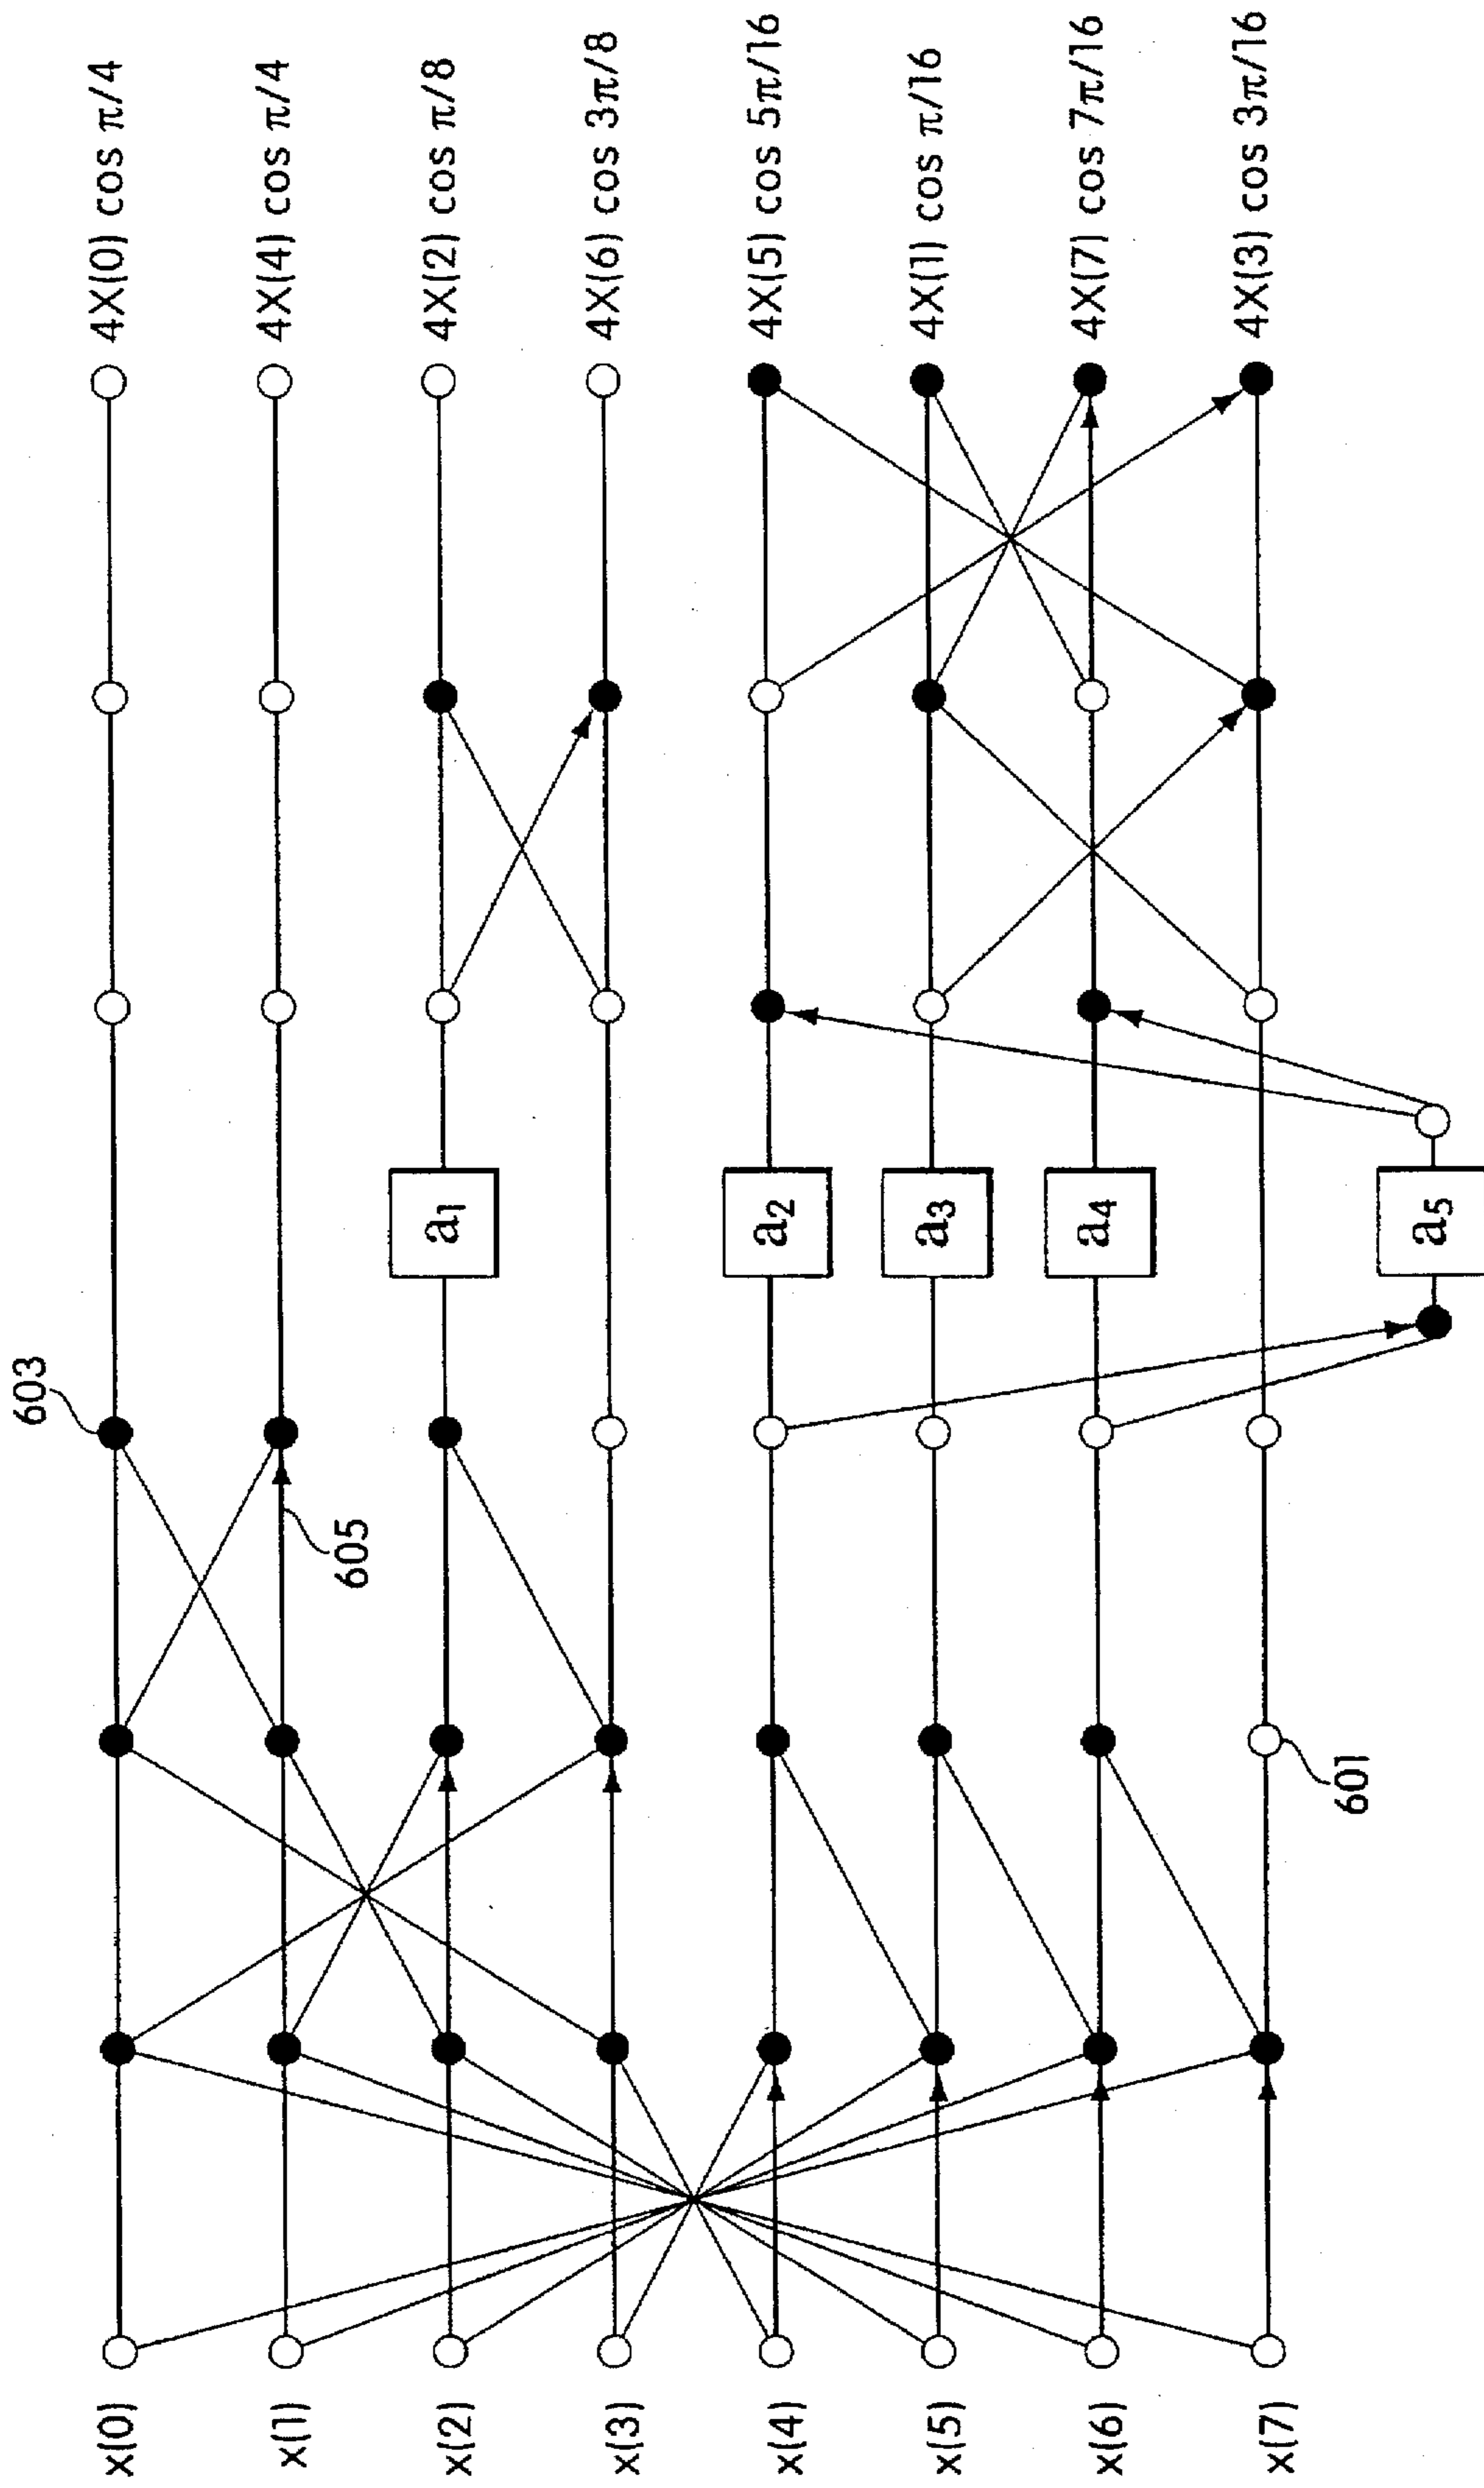 x(0)
x(1)
x(2)
x(3)
x(4)
x(5)
x(6)
x(7)
601
603
605
a1
a2
a3
a4
a5
4X(0) cos π/4
4X(4) cos π/4
4X(2) cos π/8
4X(6) cos 3π/8
4X(5) cos 5π/16
4X(1) cos π/16
4X(7) cos 7π/16
4X(3) cos 3π/16